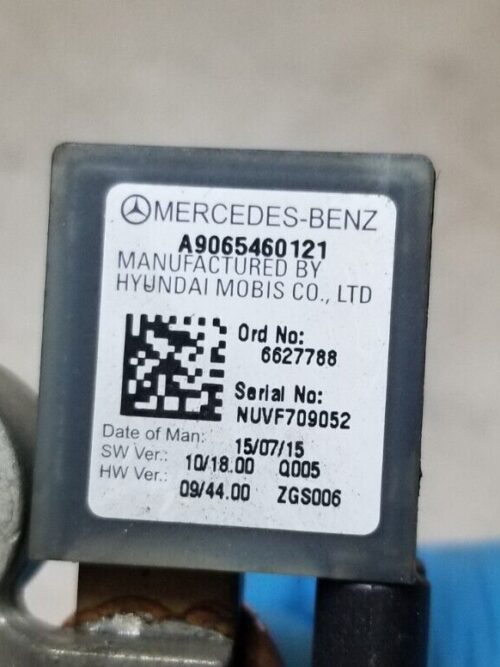 MERCEDES-BENZ
A9065460121
MANUFACTURED BY
HYUNDAI MOBIS CO., LTD
Ord No:
6627788
Serial No:
NUVF709052
Date of Man: 15/07/15
SW Ver.: 10/18.00 Q005
HW Ver.: 09/44.00 ZGS006